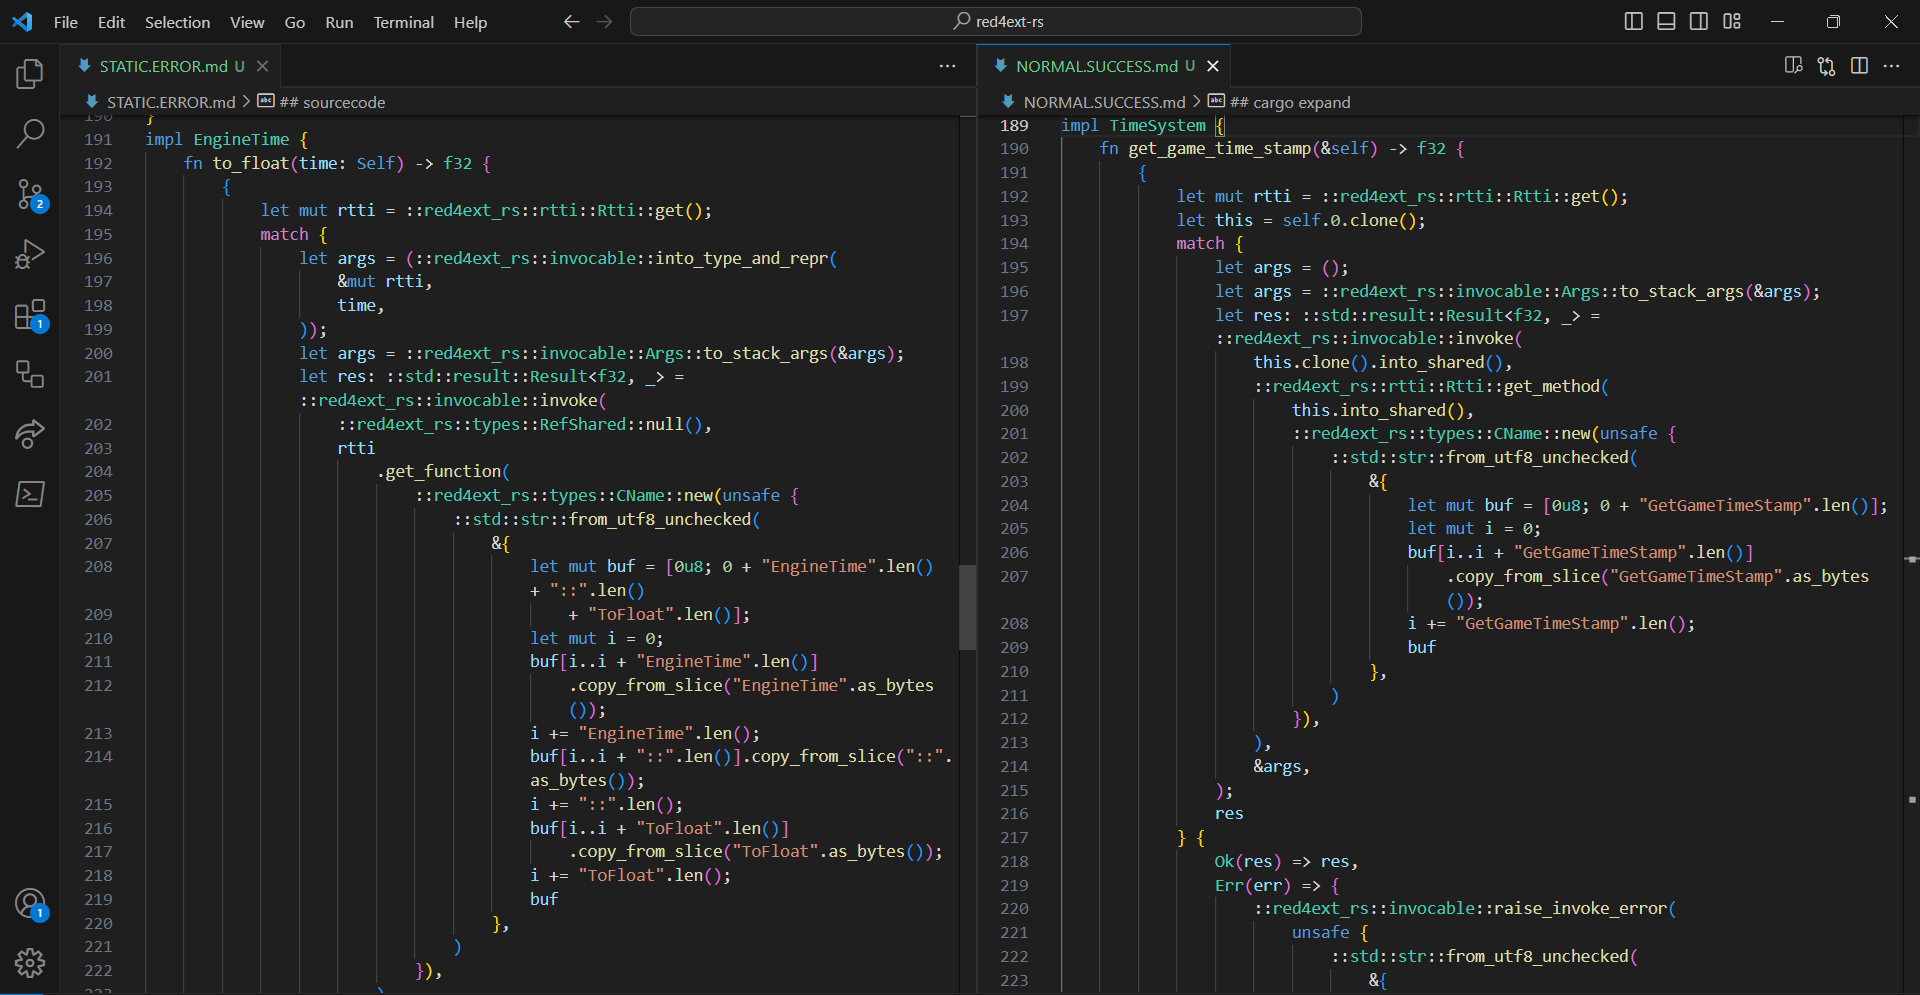 File Edit Selection View Go Run Terminal Help
red4ext-rs
STATIC.ERROR.md U
STATIC.ERROR.md > ## sourcecode
190 }
191 impl EngineTime {
192 fn to_float(time: Self) -> f32 {
193 {
194 let mut rtti = ::red4ext_rs::rtti::Rtti::get();
195 match {
196 let args = (::red4ext_rs::invocable::into_type_and_repr(
197 &mut rtti,
198 time,
199 ));
200 let args = ::red4ext_rs::invocable::Args::to_stack_args(&args);
201 let res: ::std::result::Result<f32, _> =
::red4ext_rs::invocable::invoke(
202 ::red4ext_rs::types::RefShared::null(),
203 rtti
204 .get_function(
205 ::red4ext_rs::types::CName::new(unsafe {
206 ::std::str::from_utf8_unchecked(
207 &{
208 let mut buf = [0u8; 0 + "EngineTime".len()
+ "::".len()
209 + "ToFloat".len()];
210 let mut i = 0;
211 buf[i..i + "EngineTime".len()]
212 .copy_from_slice("EngineTime".as_bytes
());
213 i += "EngineTime".len();
214 buf[i..i + "::".len()].copy_from_slice("::".
as_bytes());
215 i += "::".len();
216 buf[i..i + "ToFloat".len()]
217 .copy_from_slice("ToFloat".as_bytes());
218 i += "ToFloat".len();
219 buf
220 },
221 )
222 }),
223 )
NORMAL.SUCCESS.md U
NORMAL.SUCCESS.md > ## cargo expand
189 impl TimeSystem {
190 fn get_game_time_stamp(&self) -> f32 {
191 {
192 let mut rtti = ::red4ext_rs::rtti::Rtti::get();
193 let this = self.0.clone();
194 match {
195 let args = ();
196 let args = ::red4ext_rs::invocable::Args::to_stack_args(&args);
197 let res: ::std::result::Result<f32, _> =
::red4ext_rs::invocable::invoke(
198 this.clone().into_shared(),
199 ::red4ext_rs::rtti::Rtti::get_method(
200 this.into_shared(),
201 ::red4ext_rs::types::CName::new(unsafe {
202 ::std::str::from_utf8_unchecked(
203 &{
204 let mut buf = [0u8; 0 + "GetGameTimeStamp".len()];
205 let mut i = 0;
206 buf[i..i + "GetGameTimeStamp".len()]
207 .copy_from_slice("GetGameTimeStamp".as_bytes
());
208 i += "GetGameTimeStamp".len();
209 buf
210 },
211 )
212 }),
213 ),
214 &args,
215 );
216 res
217 } {
218 Ok(res) => res,
219 Err(err) => {
220 ::red4ext_rs::invocable::raise_invoke_error(
221 unsafe {
222 ::std::str::from_utf8_unchecked(
223 &{
2
1
1